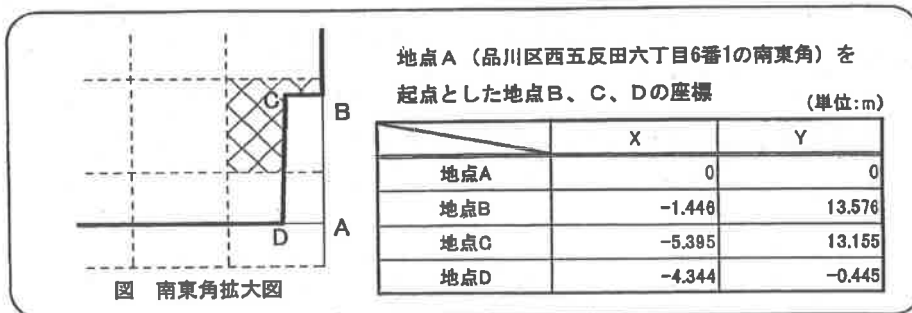 C
B
D
A
図　南東角拡大図
地点A（品川区西五反田六丁目6番1の南東角）を
起点とした地点B、C、Dの座標
(単位:m)
X Y
地点A 0 0
地点B -1.446 13.576
地点C -5.395 13.155
地点D -4.344 -0.445